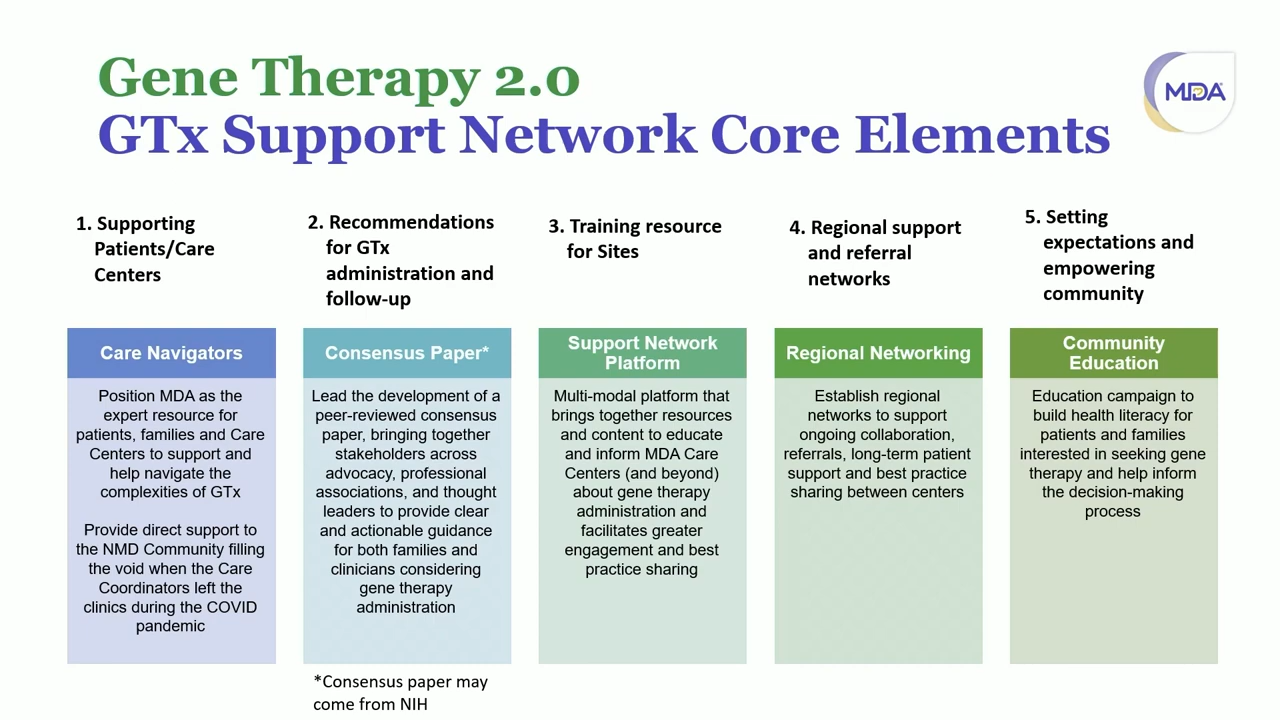 Gene Therapy 2.0
GTx Support Network Core Elements
MDA
1. Supporting
Patients/Care
Centers
2. Recommendations
for GTx
administration and
follow-up
3. Training resource
for Sites
4. Regional support
and referral
networks
5. Setting
expectations and
empowering
community
Care Navigators
Position MDA as the
expert resource for
patients, families and Care
Centers to support and
help navigate the
complexities of GTx
Provide direct support to
the NMD Community filling
the void when the Care
Coordinators left the
clinics during the COVID
pandemic
Consensus Paper*
Lead the development of a
peer-reviewed consensus
paper, bringing together
stakeholders across
advocacy, professional
associations, and thought
leaders to provide clear
and actionable guidance
for both families and
clinicians considering
gene therapy
administration
*Consensus paper may
come from NIH
Support Network
Platform
Multi-modal platform that
brings together resources
and content to educate
and inform MDA Care
Centers (and beyond)
about gene therapy
administration and
facilitates greater
engagement and best
practice sharing
Regional Networking
Establish regional
networks to support
ongoing collaboration,
referrals, long-term patient
support and best practice
sharing between centers
Community
Education
Education campaign to
build health literacy for
patients and families
interested in seeking gene
therapy and help inform
the decision-making
process